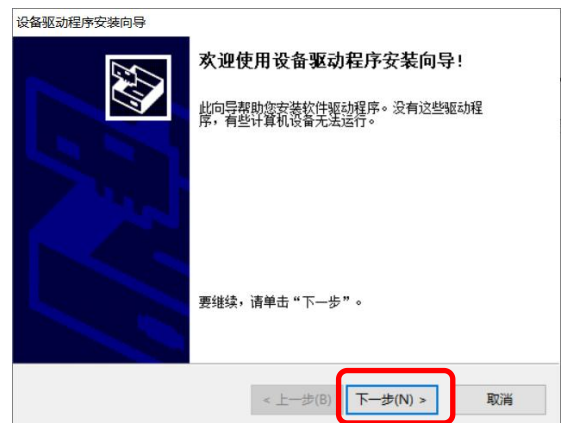 设备驱动程序安装向导
欢迎使用设备驱动程序安装向导!
此向导帮助您安装软件驱动程序。没有这些驱动程
序，有些计算机设备无法运行。
要继续，请单击“下一步”。
< 上一步(B)
下一步(N) >
取消